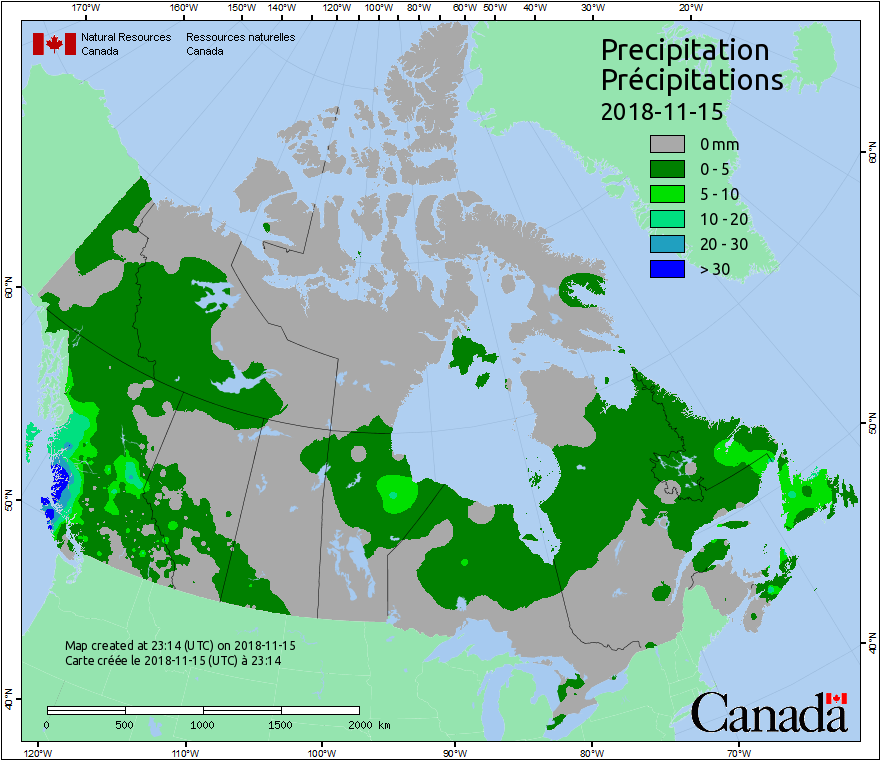 170°W 160°W 150°W 140°W 130°W 120°W 110°W 100°W 90°W 80°W 70°W 60°W 50°W 40°W 30°W 20°W
Natural Resources Canada
Ressources naturelles Canada
Precipitation
Précipitations
2018-11-15
0 mm
0 - 5
5 - 10
10 - 20
20 - 30
> 30
60°N
50°N
40°N
60°N
50°N
40°N
Map created at 23:14 (UTC) on 2018-11-15
Carte créée le 2018-11-15 (UTC) à 23:14
0 500 1000 1500 2000 km
Canada
120°W 110°W 100°W 90°W 80°W 70°W